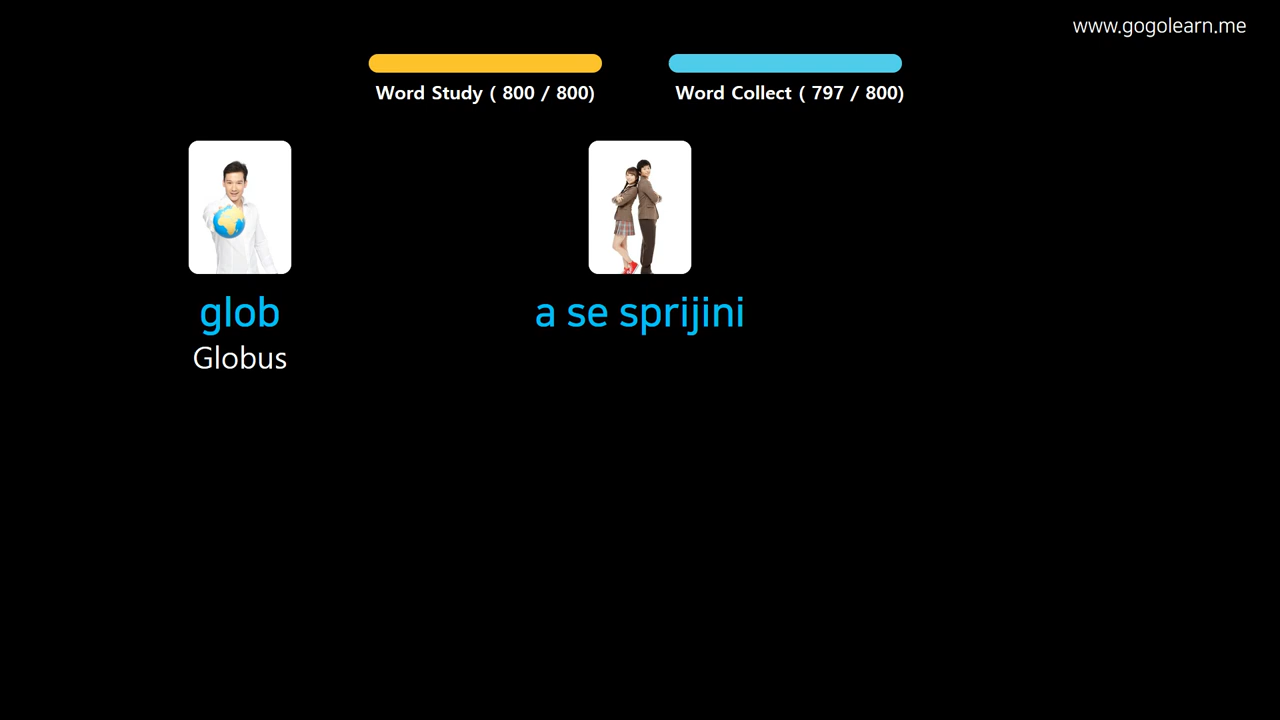 www.gogolearn.me
Word Study ( 800 / 800)
Word Collect ( 797 / 800)
glob
Globus
a se sprijini